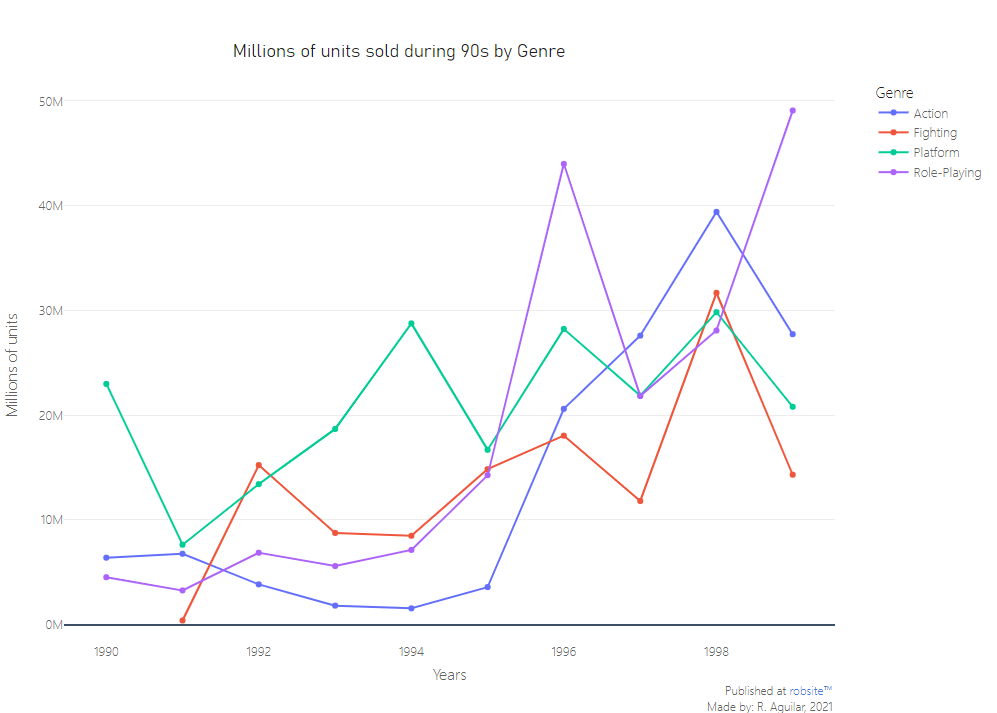 Millions of units sold during 90s by Genre
Genre
Action
Fighting
Platform
Role-Playing
Millions of units
50M
40M
30M
20M
10M
0M
1990 1992 1994 1996 1998
Years
Published at robsite™
Made by: R. Aguilar, 2021